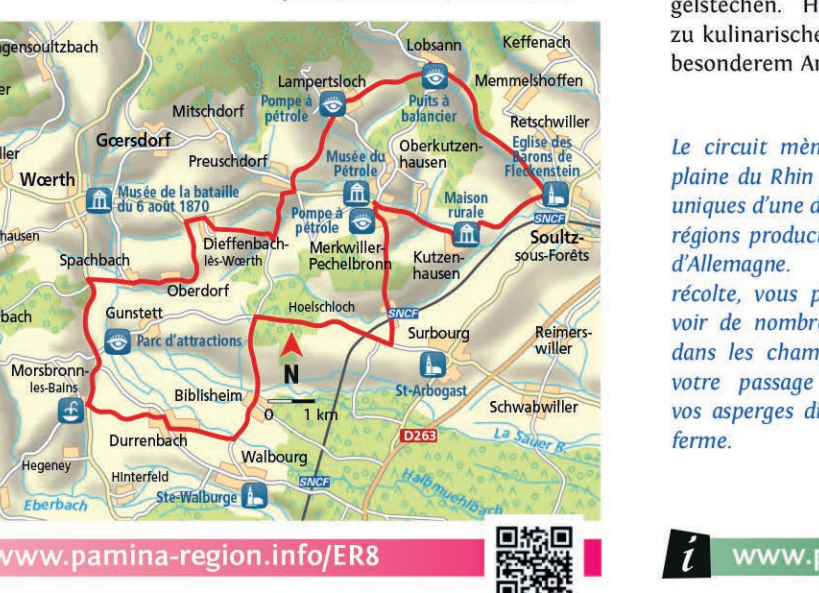 Lobsann
Keffenach
Lampertsloch
Memmelshoffen
Pompe à
pétrole
Puits à
balancier
Mitschdorf
Retschwiller
Gœrsdorf
Oberkutzen-
hausen
Eglise des
Barons de
Fleckenstein
Preuschdorf
Musée du
Pétrole
Wœrth
Musée de la bataille
du 6 août 1870
Maison
rurale
Pompe à
pétrole
SNCF
Dieffenbach-
lès-Wœrth
Merkwiller-
Pechelbronn
Kutzen-
hausen
Soultz-
sous-Forêts
Spachbach
Oberdorf
Gunstett
Hoelschloch
SNCF
Parc d'attractions
Surbourg
Reimers-
willer
Morsbronn-
les-Bains
N
St-Arbogast
Biblisheim
0 1 km
Schwabwiller
D263
La Sauer R.
Durrenbach
Walbourg
Hegeney
Hinterfeld
SNCF
Halbmuehlbach
Ste-Walburge
Eberbach
www.pamina-region.info/ER8
gelstechen. H
zu kulinarische
besonderem An
Le circuit mèn
plaine du Rhin
uniques d'une d
régions product
d'Allemagne.
récolte, vous p
voir de nombre
dans les cham
votre passage
vos asperges di
ferme.
i www.p